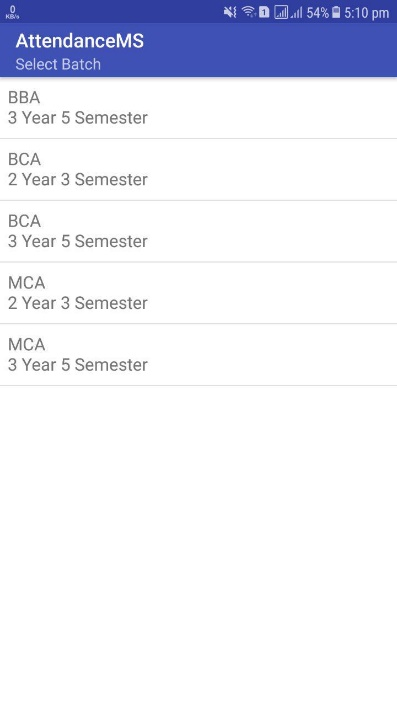 0
KB/s
1
54%
5:10 pm
AttendanceMS
Select Batch
BBA
3 Year 5 Semester
BCA
2 Year 3 Semester
BCA
3 Year 5 Semester
MCA
2 Year 3 Semester
MCA
3 Year 5 Semester